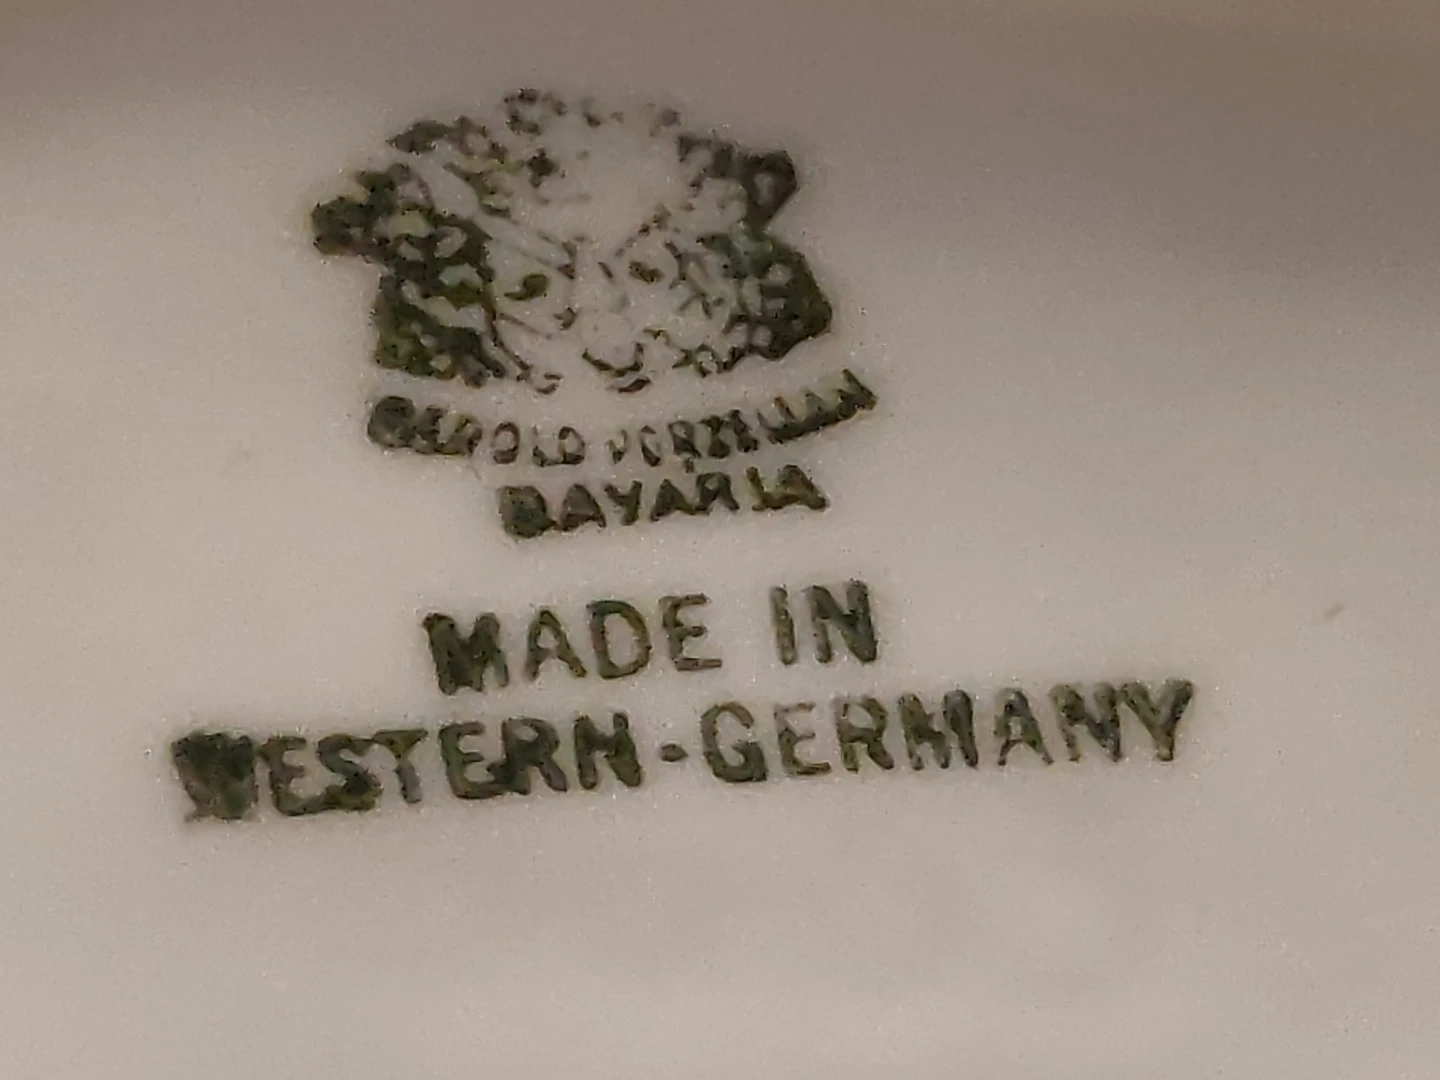 GEROLD PORZELLAN
BAVARIA
MADE IN
WESTERN-GERMANY